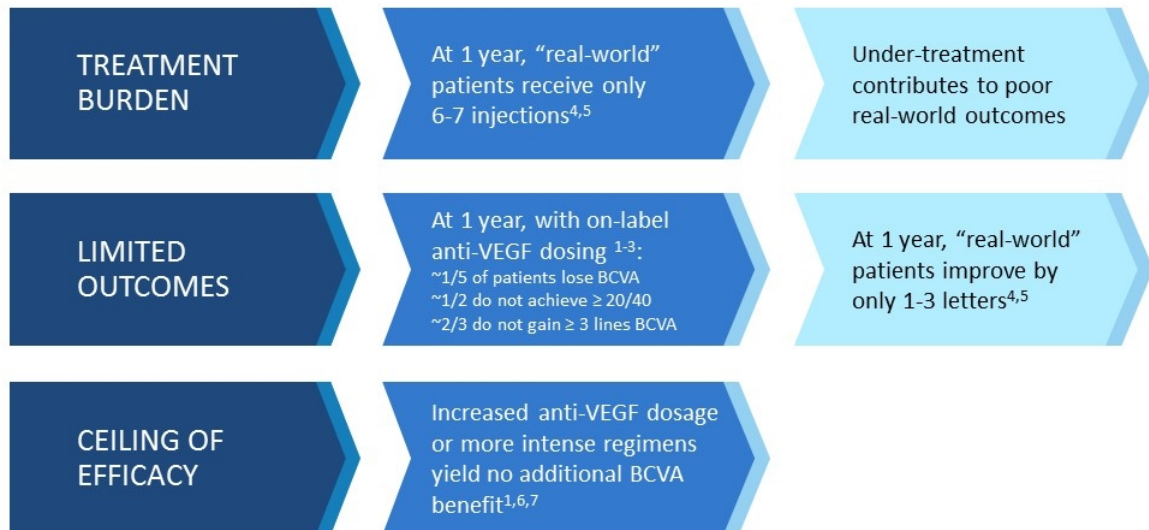 TREATMENT
BURDEN
At 1 year, “real-world”
patients receive only
6-7 injections4,5
Under-treatment
contributes to poor
real-world outcomes
LIMITED
OUTCOMES
At 1 year, with on-label
anti-VEGF dosing 1-3:
~1/5 of patients lose BCVA
~1/2 do not achieve ≥ 20/40
~2/3 do not gain ≥ 3 lines BCVA
At 1 year, “real-world”
patients improve by
only 1-3 letters4,5
CEILING OF
EFFICACY
Increased anti-VEGF dosage
or more intense regimens
yield no additional BCVA
benefit1,6,7